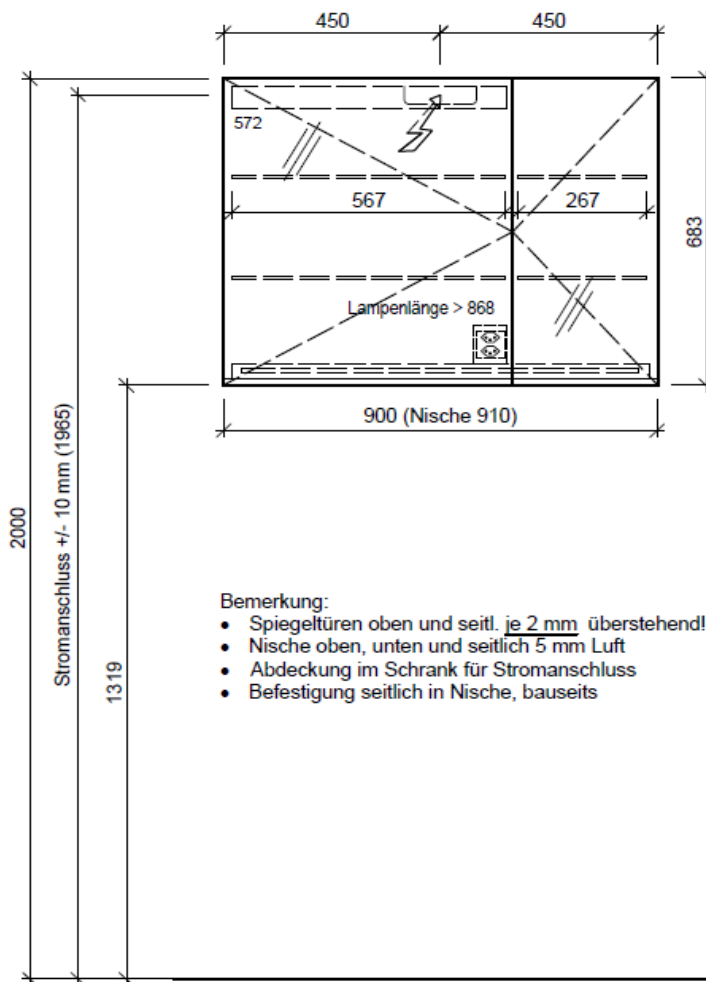 450
450
572
567
267
683
Lampenlänge > 868
900 (Nische 910)
2000
Stromanschluss +/- 10 mm (1965)
1319
Bemerkung:
• Spiegeltüren oben und seitl. je 2 mm überstehend!
• Nische oben, unten und seitlich 5 mm Luft
• Abdeckung im Schrank für Stromanschluss
• Befestigung seitlich in Nische, bauseits